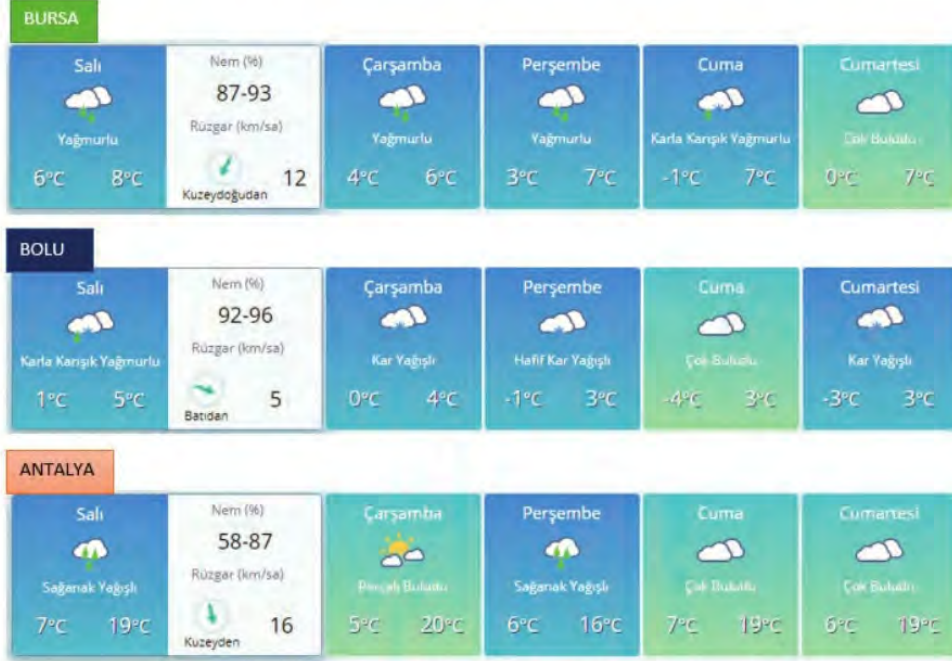 BURSA
Salı
Yağmurlu
6°C 8°C
Nem (%)
87-93
Rüzgar (km/sa)
12
Kuzeydoğudan
Çarşamba
Yağmurlu
4°C 6°C
Perşembe
Yağmurlu
3°C 7°C
Cuma
Karla Karışık Yağmurlu
-1°C 7°C
Cumartesi
Çok Bulutlu
0°C 7°C
BOLU
Salı
Karla Karışık Yağmurlu
1°C 5°C
Nem (%)
92-96
Rüzgar (km/sa)
5
Batıdan
Çarşamba
Kar Yağışlı
0°C 4°C
Perşembe
Hafif Kar Yağışlı
-1°C 3°C
Cuma
Çok Bulutlu
-4°C 3°C
Cumartesi
Kar Yağışlı
-3°C 3°C
ANTALYA
Salı
Sağanak Yağışlı
7°C 19°C
Nem (%)
58-87
Rüzgar (km/sa)
16
Kuzeyden
Çarşamba
Parçalı Bulutlu
5°C 20°C
Perşembe
Sağanak Yağışlı
6°C 16°C
Cuma
Çok Bulutlu
7°C 19°C
Cumartesi
Çok Bulutlu
6°C 19°C